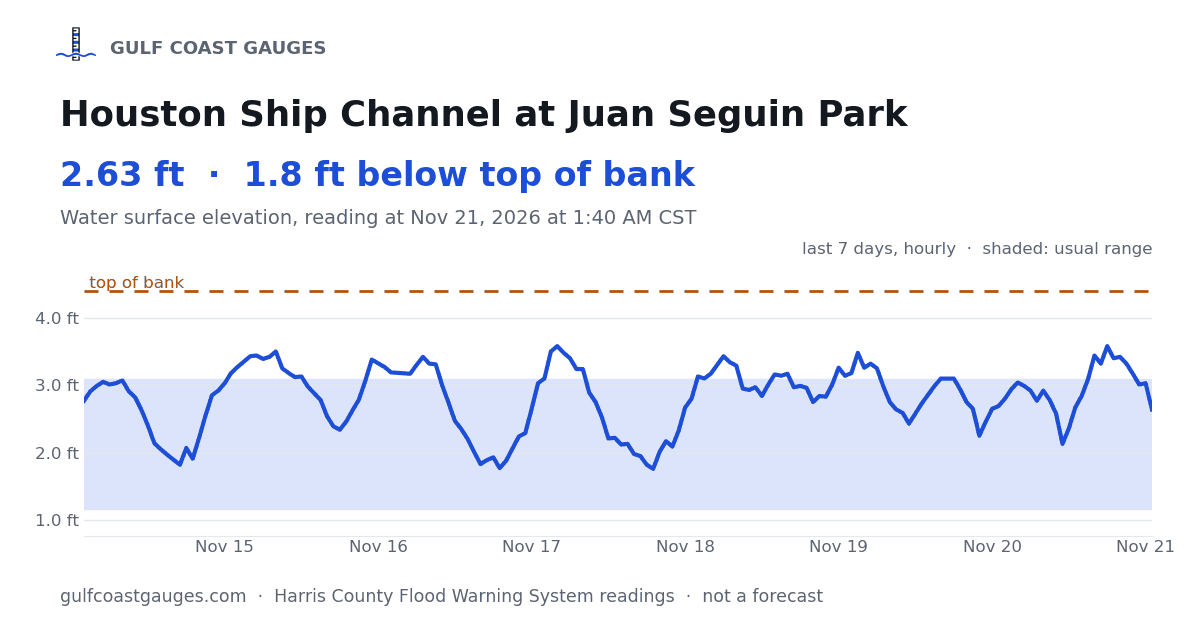 GULF COAST GAUGES
Houston Ship Channel at Juan Seguin Park
2.63 ft · 1.8 ft below top of bank
Water surface elevation, reading at Nov 21, 2026 at 1:40 AM CST
last 7 days, hourly · shaded: usual range
top of bank
4.0 ft
3.0 ft
2.0 ft
1.0 ft
Nov 15 Nov 16 Nov 17 Nov 18 Nov 19 Nov 20 Nov 21
gulfcoastgauges.com · Harris County Flood Warning System readings · not a forecast